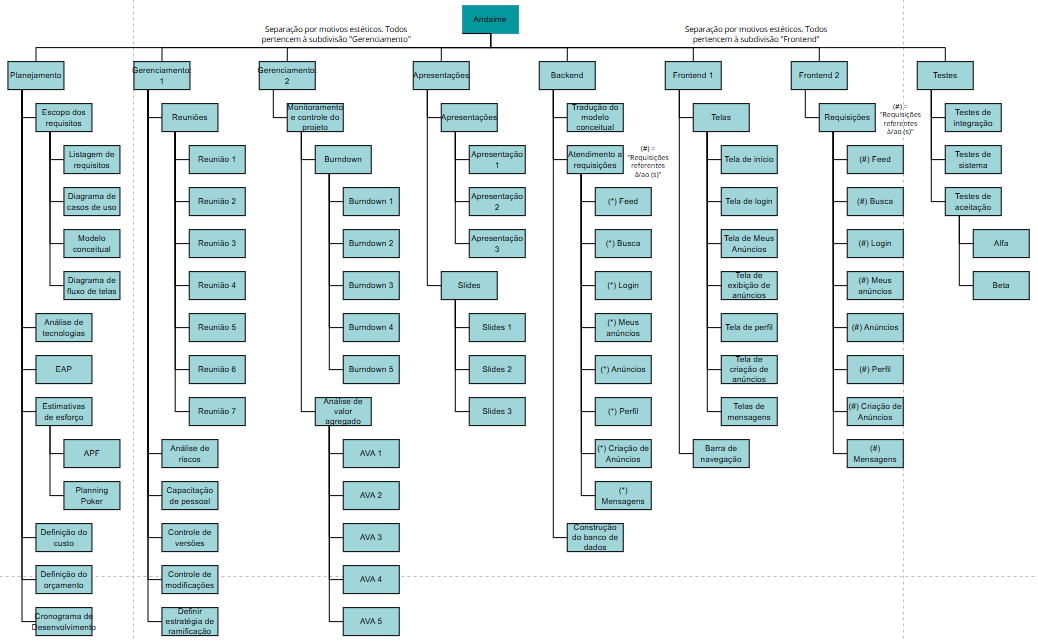 Andaime
Separação por motivos estéticos. Todos
pertencem à subdivisão "Gerenciamento"
Separação por motivos estéticos. Todos
pertencem à subdivisão "Frontend"
Planejamento
Escopo dos
requisitos
Listagem de
requisitos
Diagrama de
casos de uso
Modelo
conceitual
Diagrama de
fluxo de telas
Análise de
tecnologias
EAP
Estimativas
de esforço
APF
Planning
Poker
Definição do
custo
Definição do
orçamento
Cronograma de
Desenvolvimento
Gerenciamento:
1
Reuniões
Reunião 1
Reunião 2
Reunião 3
Reunião 4
Reunião 5
Reunião 6
Reunião 7
Análise de
riscos
Capacitação
de pessoal
Controle de
versões
Controle de
modificações
Definir
estratégia de
ramificação
Gerenciamento:
2
Monitoramento
e controle do
projeto
Burndown
Burndown 1
Burndown 2
Burndown 3
Burndown 4
Burndown 5
Análise de
valor
agregado
AVA 1
AVA 2
AVA 3
AVA 4
AVA 5
Apresentações
Apresentações
Apresentação
1
Apresentação
2
Apresentação
3
Slides
Slides 1
Slides 2
Slides 3
Backend
Tradução do
modelo
conceitual
Atendimento a
requisições
(#) =
"Requisições
referentes
à/ao (s)"
(*) Feed
(*) Busca
(*) Login
(*) Meus
anúncios
(*) Anúncios
(*) Perfil
(*) Criação de
Anúncios
(*)
Mensagens
Construção
do banco de
dados
Frontend 1
Telas
Tela de início
Tela de login
Tela de Meus
Anúncios
Tela de
exibição de
anúncios
Tela de perfil
Tela de
criação de
anúncios
Telas de
mensagens
Barra de
navegação
Frontend 2
Requisições
(#) =
"Requisições
referentes
à/ao (s)"
(#) Feed
(#) Busca
(#) Login
(#) Meus
anúncios
(#) Anúncios
(#) Perfil
(#) Criação de
Anúncios
(#)
Mensagens
Testes
Testes de
integração
Testes de
sistema
Testes de
aceitação
Alfa
Beta